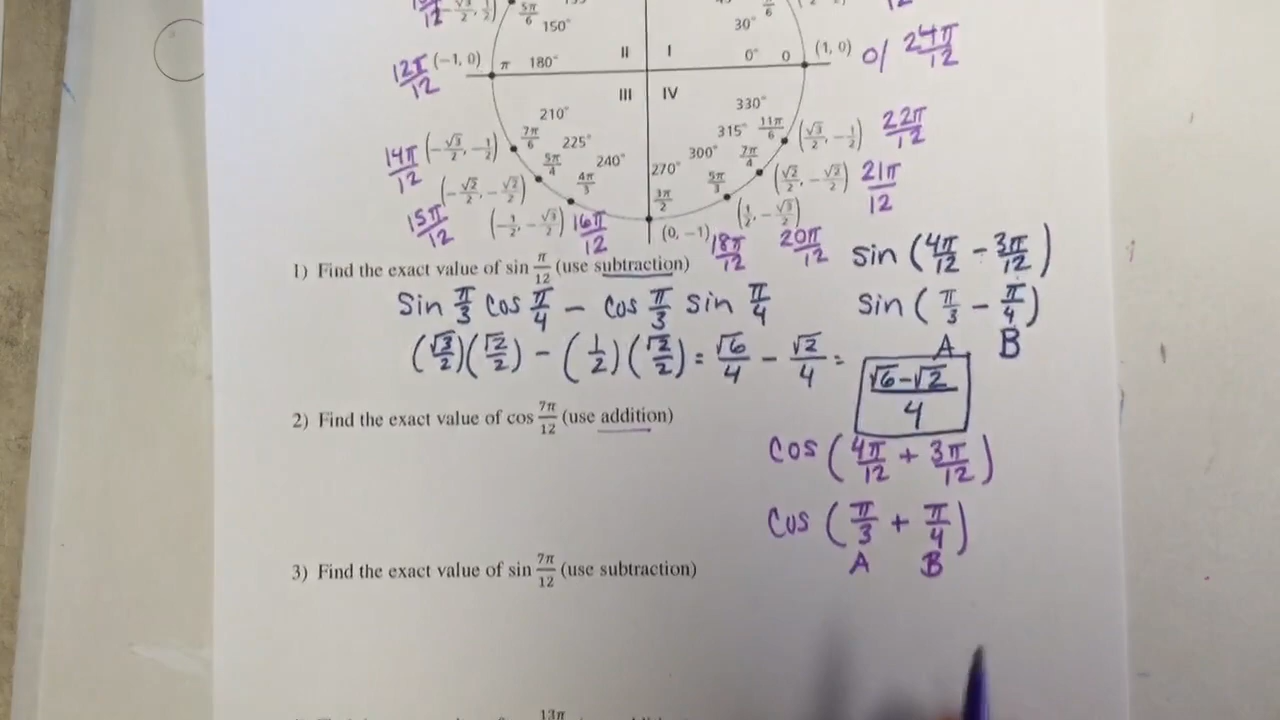 5π/6 150° π/6
(-√3/2, 1/2) 30°
12π/12 (-1, 0) π 180° II I 0° 0 (1, 0) 0/ 24π/12
III IV
210° 330°
14π/12 (-√3/2, -1/2) 7π/6 225° 315° 11π/6 (√3/2, -1/2) 22π/12
(-√2/2, -√2/2) 5π/4 240° 270° 300° 7π/4 (√2/2, -√2/2) 21π/12
4π/3 3π/2 5π/3
15π/12 (-1/2, -√3/2) 16π/12 (0, -1) 18π/12 (1/2, -√3/2) 20π/12
sin (4π/12 - 3π/12)
1) Find the exact value of sin π/12 (use subtraction)
Sin π/3 cos π/4 - cos π/3 sin π/4 sin (π/3 - π/4)
A B
(√3/2)(√2/2) - (1/2)(√2/2) = √6/4 - √2/4 = √6-√2/4
2) Find the exact value of cos 7π/12 (use addition)
cos (4π/12 + 3π/12)
cos (π/3 + π/4)
A B
3) Find the exact value of sin 7π/12 (use subtraction)
13π